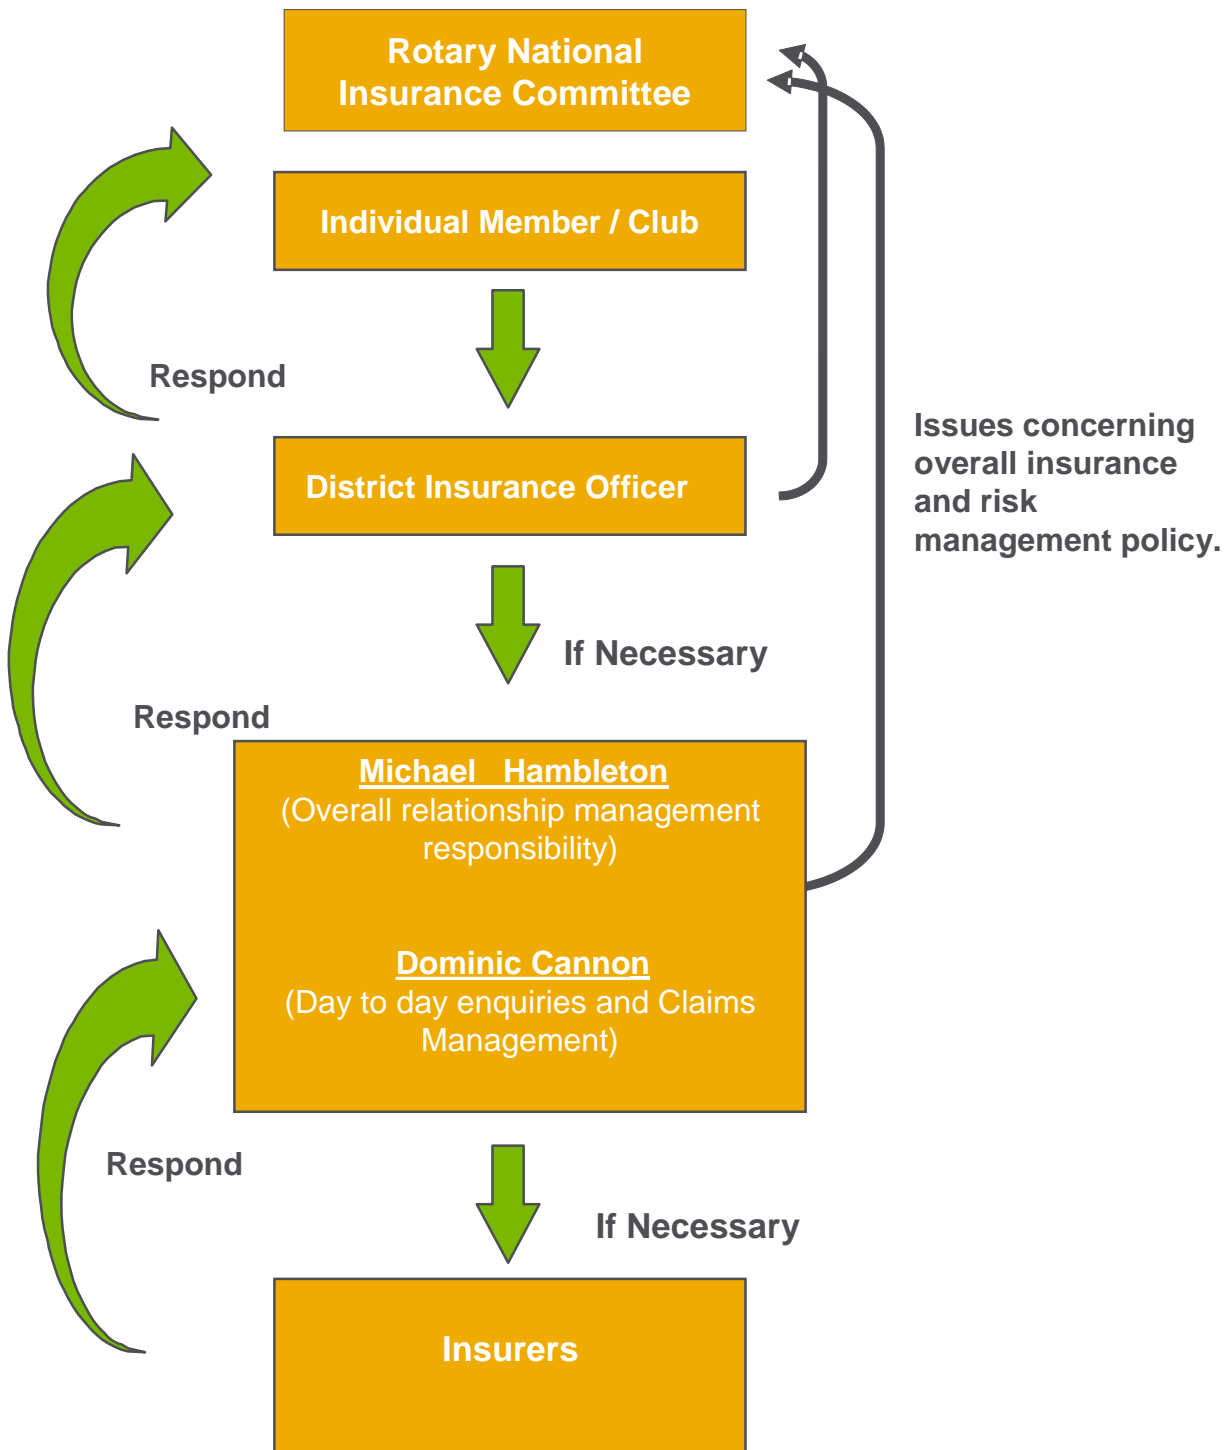 Rotary National
Insurance Committee
Individual Member / Club
Respond
District Insurance Officer
Issues concerning
overall insurance
and risk
management policy.
If Necessary
Respond
Michael Hambleton
(Overall relationship management
responsibility)
Dominic Cannon
(Day to day enquiries and Claims
Management)
Respond
If Necessary
Insurers